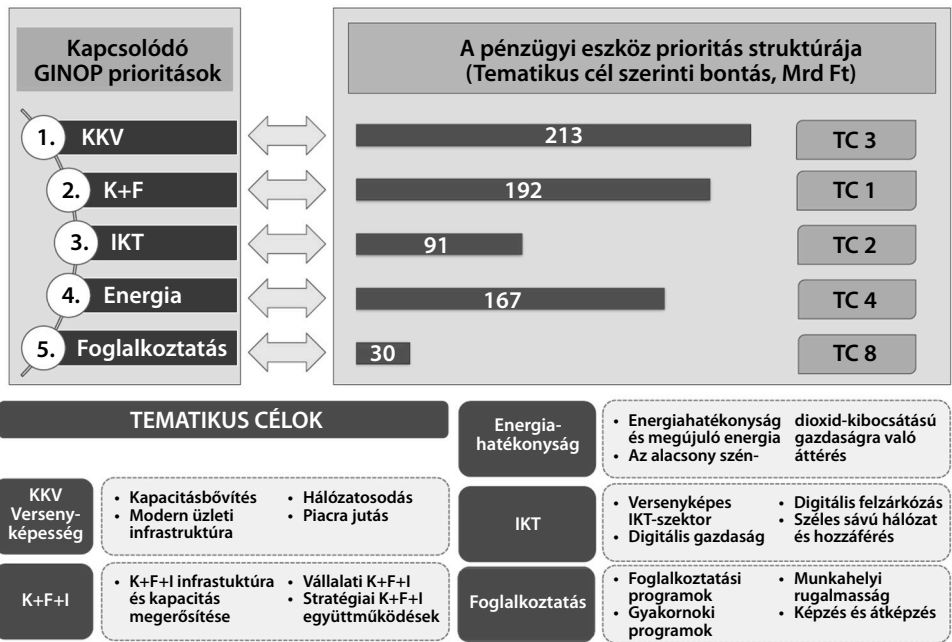 Kapcsolódó
GINOP prioritások
1. KKV
2. K+F
3. IKT
4. Energia
5. Foglalkoztatás
A pénzügyi eszköz prioritás struktúrája
(Tematikus cél szerinti bontás, Mrd Ft)
213
TC 3
192
TC 1
91
TC 2
167
TC 4
30
TC 8
TEMATIKUS CÉLOK
KKV
Verseny-
képesség
• Kapacitásbővítés
• Modern üzleti
infrastruktúra
• Hálózatosodás
• Piacra jutás
K+F+I
• K+F+I infrastuktúra
és kapacitás
megerősítése
• Vállalati K+F+I
• Stratégiai K+F+I
együttműködések
Energia-
hatékonyság
• Energiahatékonyság
és megújuló energia
• Az alacsony szén-
dioxid-kibocsátású
gazdaságra való
áttérés
IKT
• Versenyképes
IKT-szektor
• Digitális gazdaság
• Digitális felzárkózás
• Széles sávú hálózat
és hozzáférés
Foglalkoztatás
• Foglalkoztatási
programok
• Gyakornoki
programok
• Munkahelyi
rugalmasság
• Képzés és átképzés